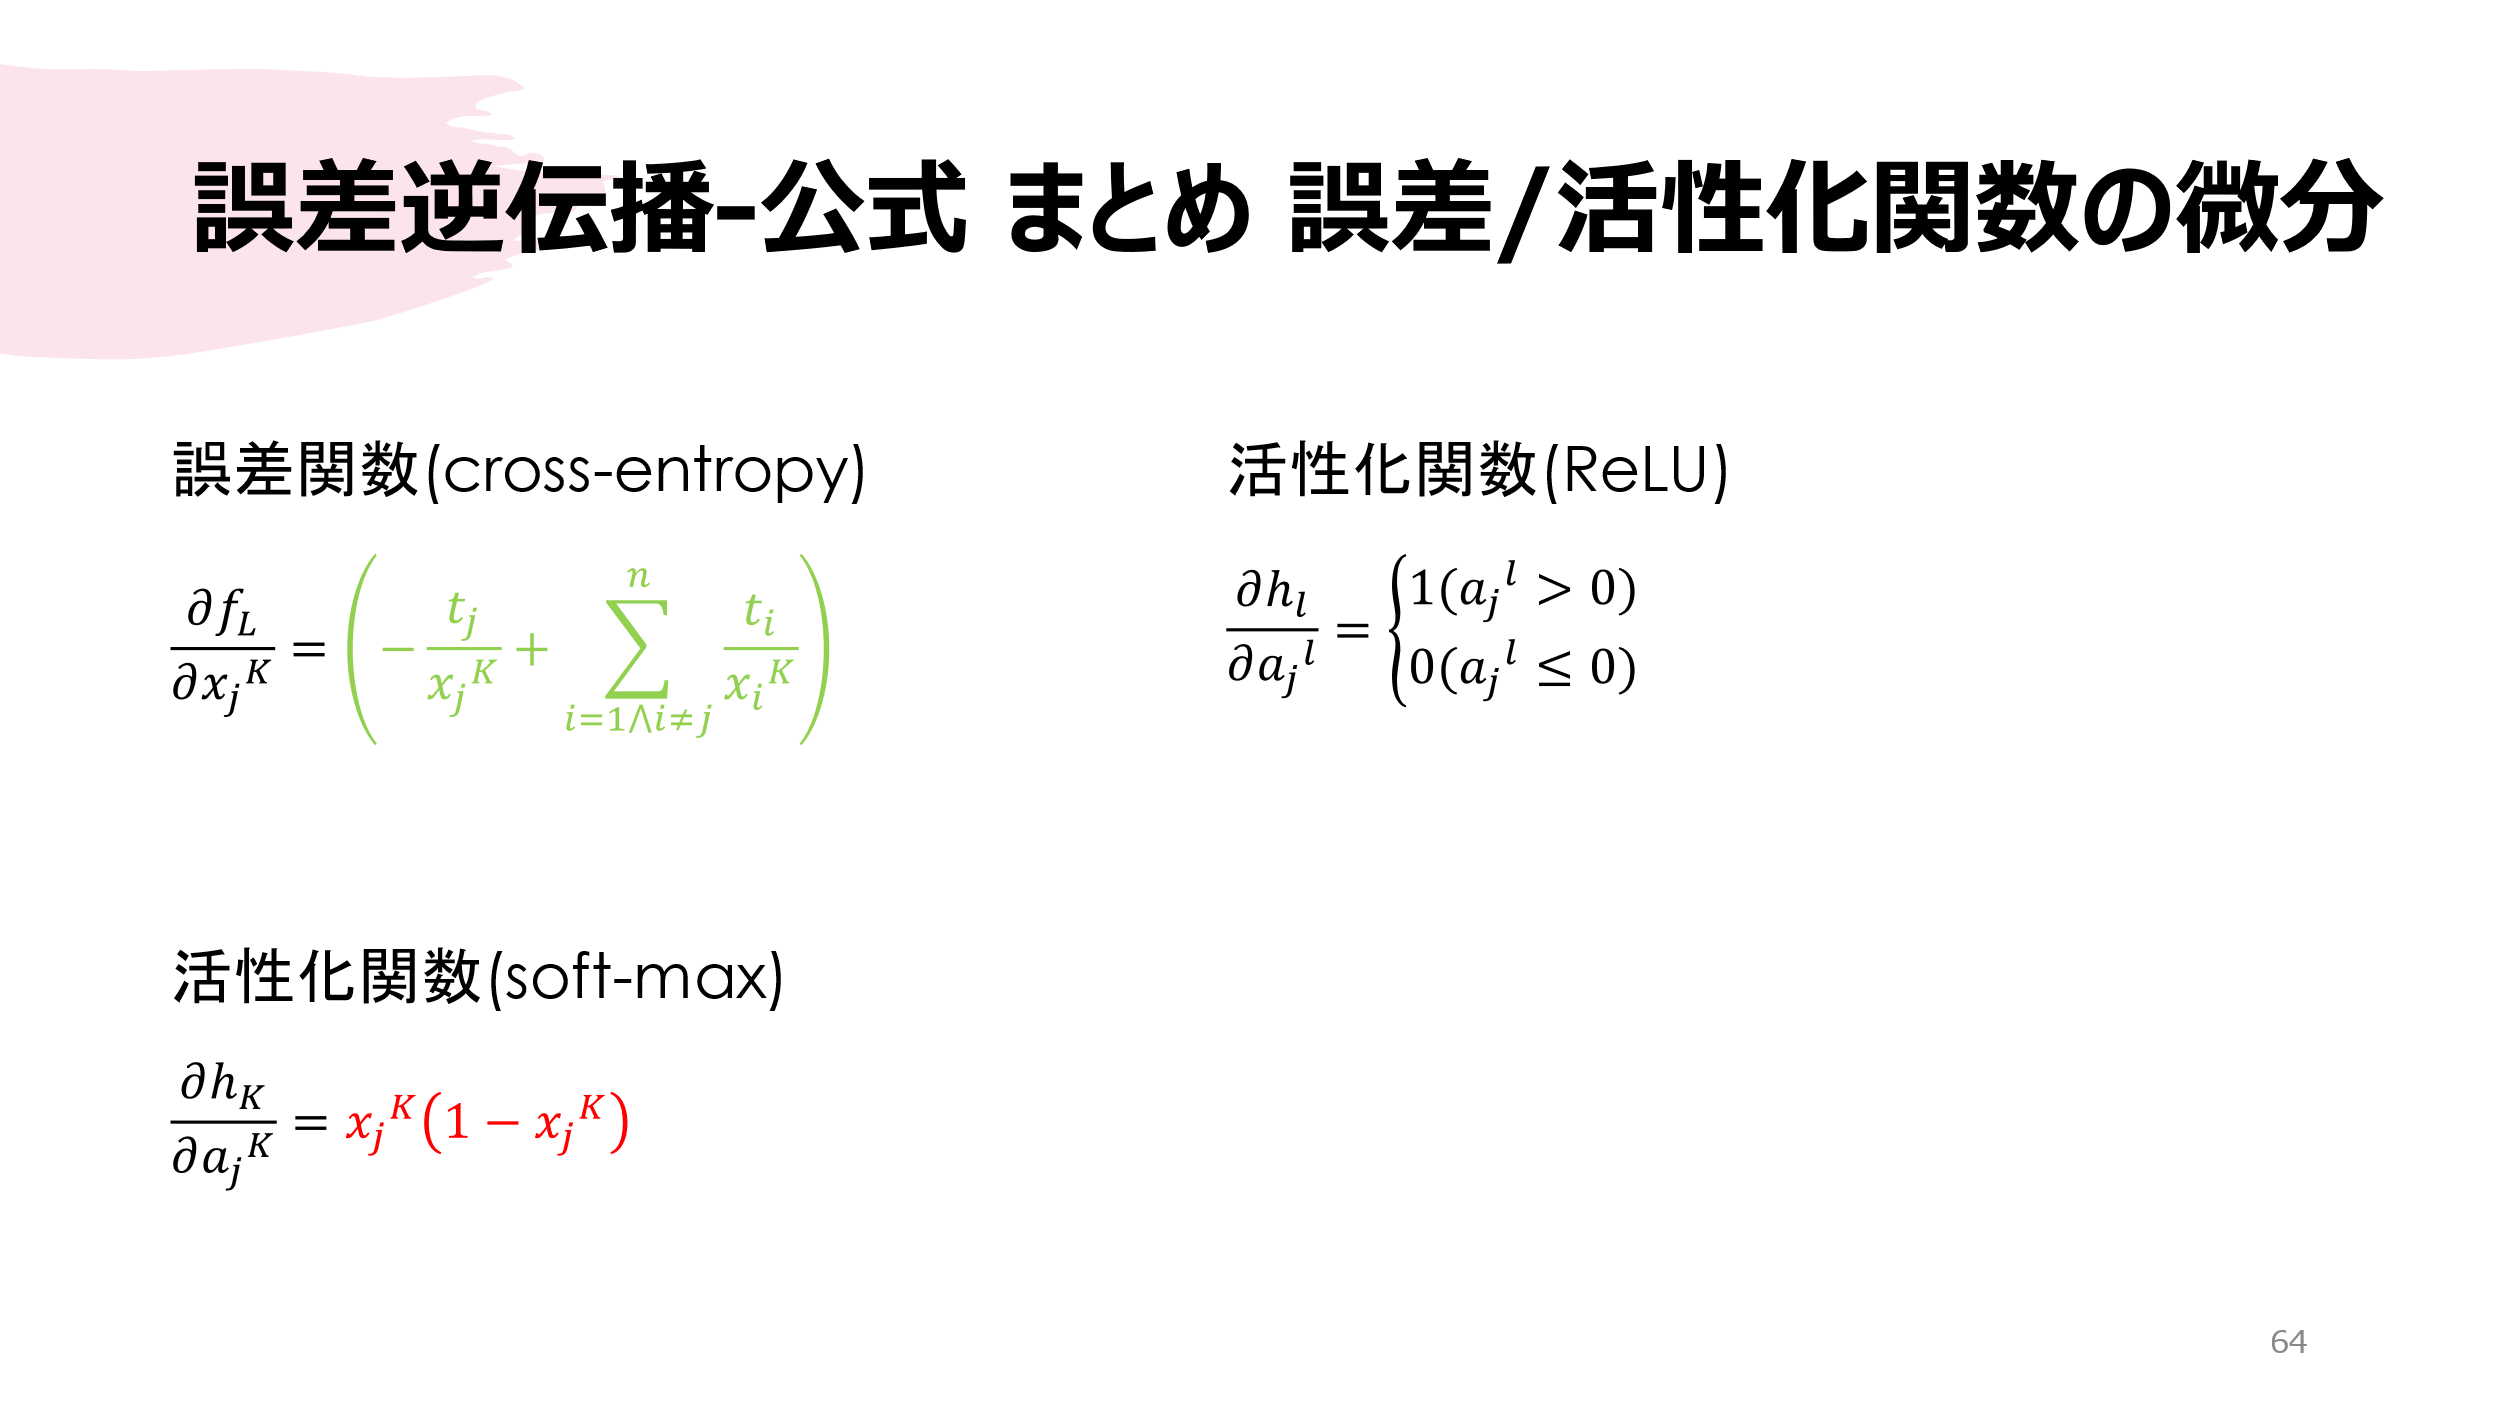 誤差逆伝播-公式 まとめ 誤差/活性化関数の微分
誤差関数(cross-entropy)
∂f_L/∂x_j^K = (−t_j/x_j^K + ∑_{i=1∧i≠j}^{n} t_i/x_i^K)
活性化関数(ReLU)
∂h_l/∂a_j^l = {1(a_j^l > 0)
0(a_j^l ≤ 0)
活性化関数(soft-max)
∂h_K/∂a_j^K = x_j^K(1 − x_j^K)
64